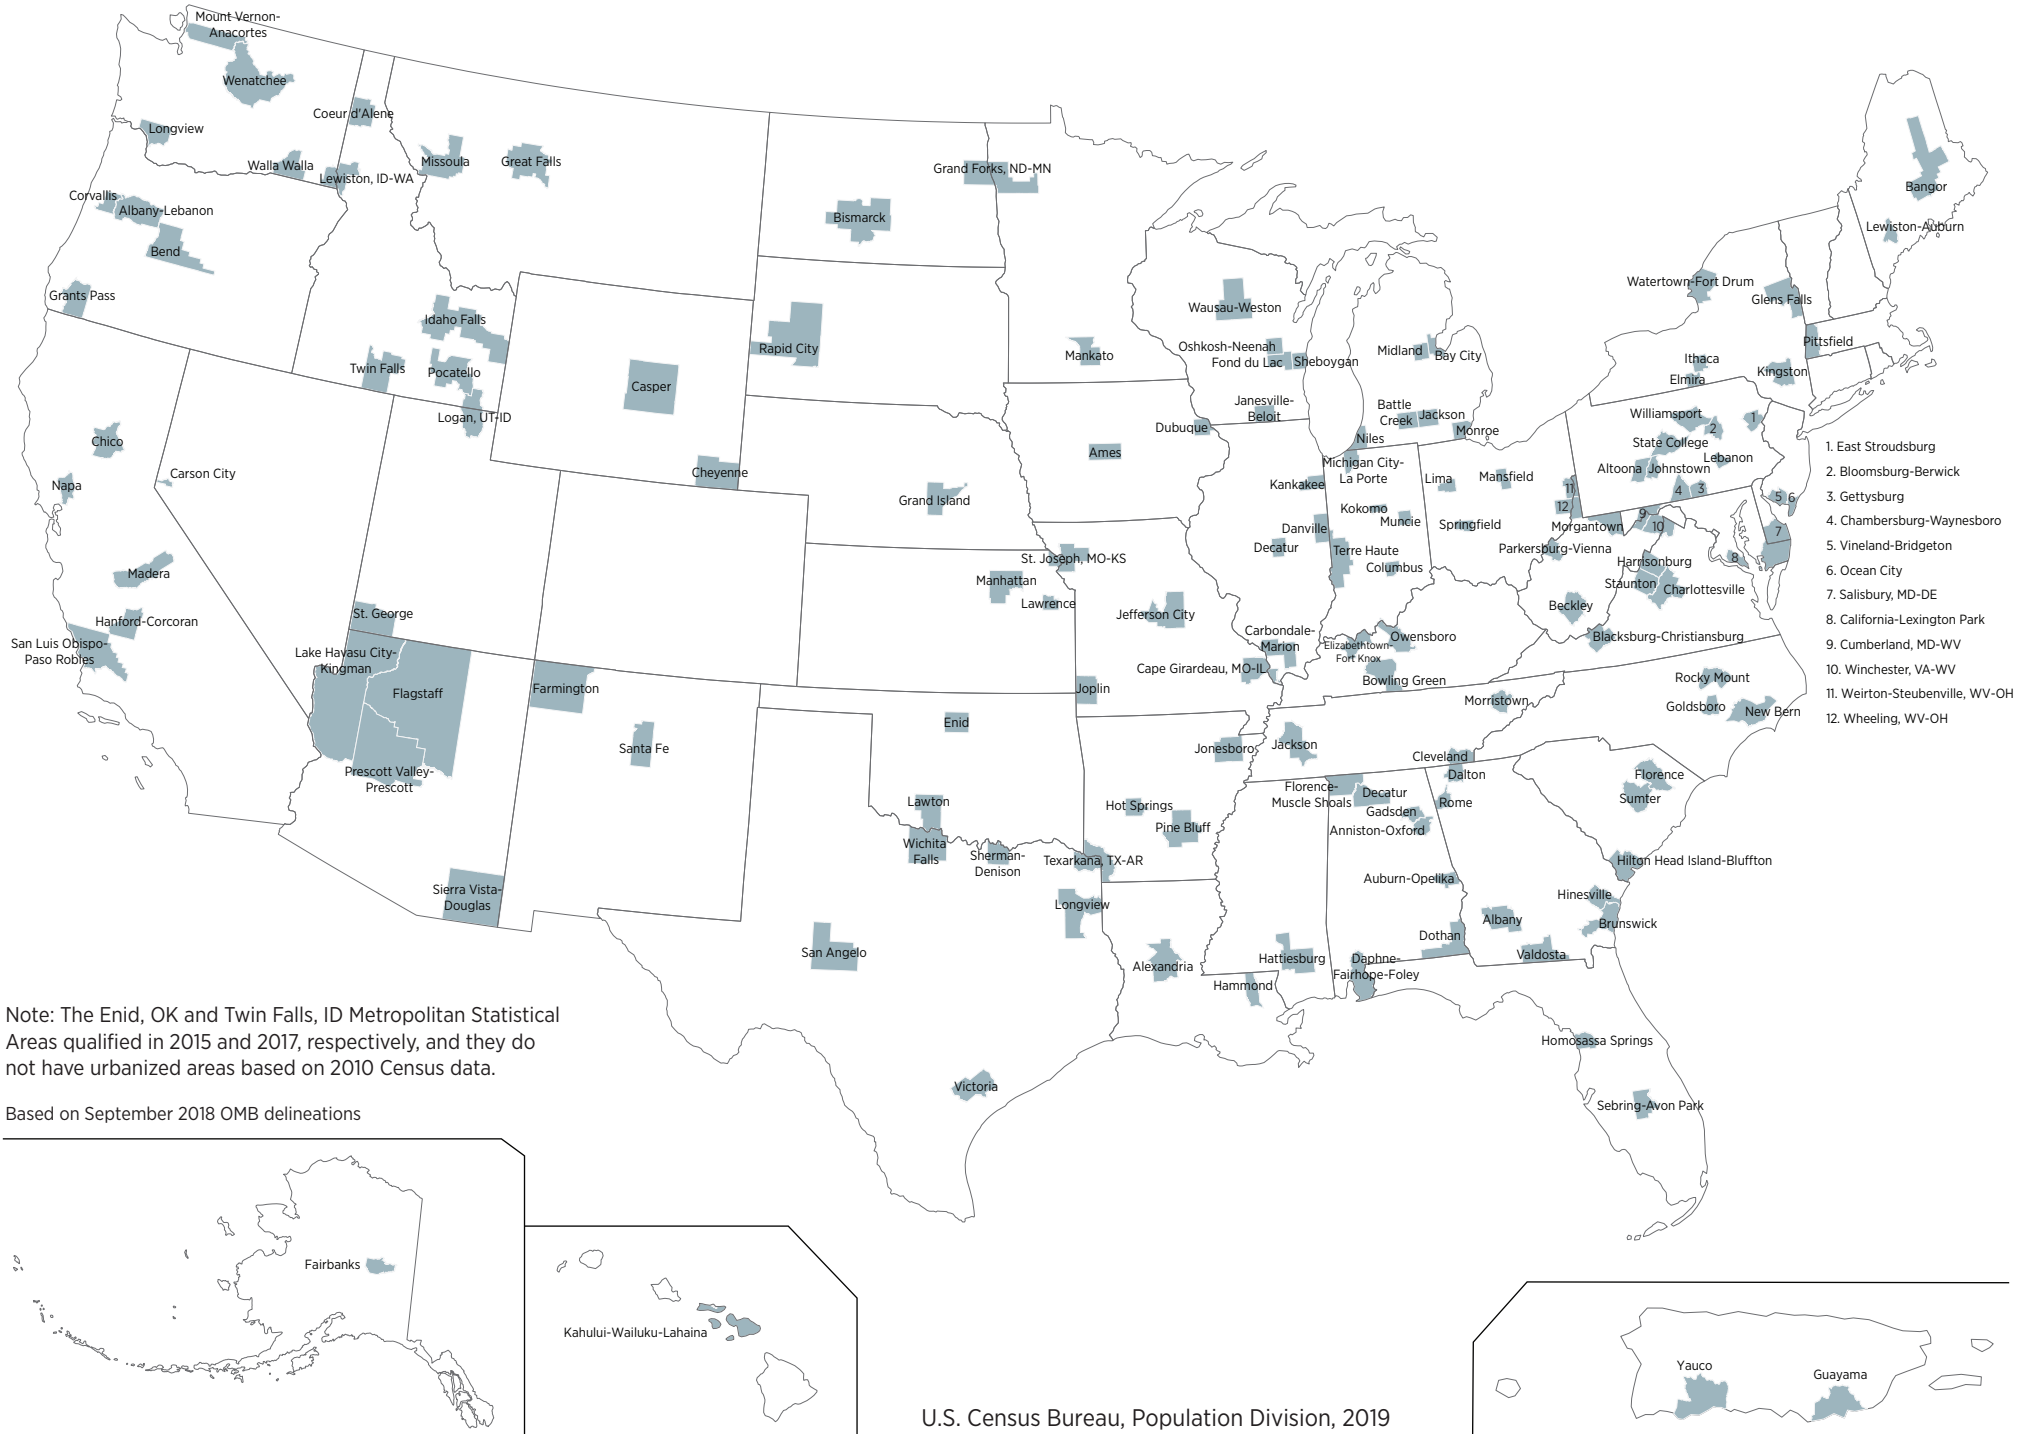 Mount Vernon-
Anacortes
Wenatchee
Coeur d'Alene
Longview
Walla Walla
Lewiston, ID-WA
Missoula
Great Falls
Grand Forks, ND-MN
Bismarck
Corvallis
Albany-Lebanon
Bend
Grants Pass
Idaho Falls
Twin Falls
Pocatello
Logan, UT-ID
Casper
Cheyenne
Rapid City
Mankato
Wausau-Weston
Oshkosh-Neenah
Fond du Lac
Sheboygan
Janesville-
Beloit
Dubuque
Ames
Grand Island
Midland
Bay City
Battle
Creek
Jackson
Monroe
Niles
Michigan City-
La Porte
Kankakee
Kokomo
Muncie
Danville
Decatur
Terre Haute
Columbus
Lima
Mansfield
Springfield
Bangor
Lewiston-Auburn
Watertown-Fort Drum
Glens Falls
Pittsfield
Ithaca
Elmira
Kingston
Williamsport
1
2
State College
Lebanon
Altoona
Johnstown
4
3
5
6
7
8
9
10
11
12
Morgantown
Parkersburg-Vienna
Harrisonburg
Staunton
Charlottesville
Beckley
Blacksburg-Christiansburg
1. East Stroudsburg
2. Bloomsburg-Berwick
3. Gettysburg
4. Chambersburg-Waynesboro
5. Vineland-Bridgeton
6. Ocean City
7. Salisbury, MD-DE
8. California-Lexington Park
9. Cumberland, MD-WV
10. Winchester, VA-WV
11. Weirton-Steubenville, WV-OH
12. Wheeling, WV-OH
Chico
Napa
Carson City
Madera
Hanford-Corcoran
San Luis Obispo-
Paso Robles
St. George
Lake Havasu City-
Kingman
Flagstaff
Prescott Valley-
Prescott
Sierra Vista-
Douglas
Farmington
Santa Fe
St. Joseph, MO-KS
Manhattan
Lawrence
Jefferson City
Carbondale-
Marion
Cape Girardeau, MO-IL
Joplin
Elizabethtown-
Fort Knox
Owensboro
Bowling Green
Enid
Lawton
Wichita
Falls
Sherman-
Denison
Texarkana, TX-AR
Longview
San Angelo
Victoria
Jonesboro
Hot Springs
Pine Bluff
Jackson
Morristown
Cleveland
Dalton
Rome
Florence-
Muscle Shoals
Decatur
Gadsden
Anniston-Oxford
Auburn-Opelika
Dothan
Daphne-
Fairhope-Foley
Alexandria
Hattiesburg
Hammond
Rocky Mount
Goldsboro
New Bern
Florence
Sumter
Hilton Head Island-Bluffton
Hinesville
Albany
Brunswick
Valdosta
Homosassa Springs
Sebring-Avon Park
Note: The Enid, OK and Twin Falls, ID Metropolitan Statistical
Areas qualified in 2015 and 2017, respectively, and they do
not have urbanized areas based on 2010 Census data.
Based on September 2018 OMB delineations
Fairbanks
Kahului-Wailuku-Lahaina
Yauco
Guayama
U.S. Census Bureau, Population Division, 2019